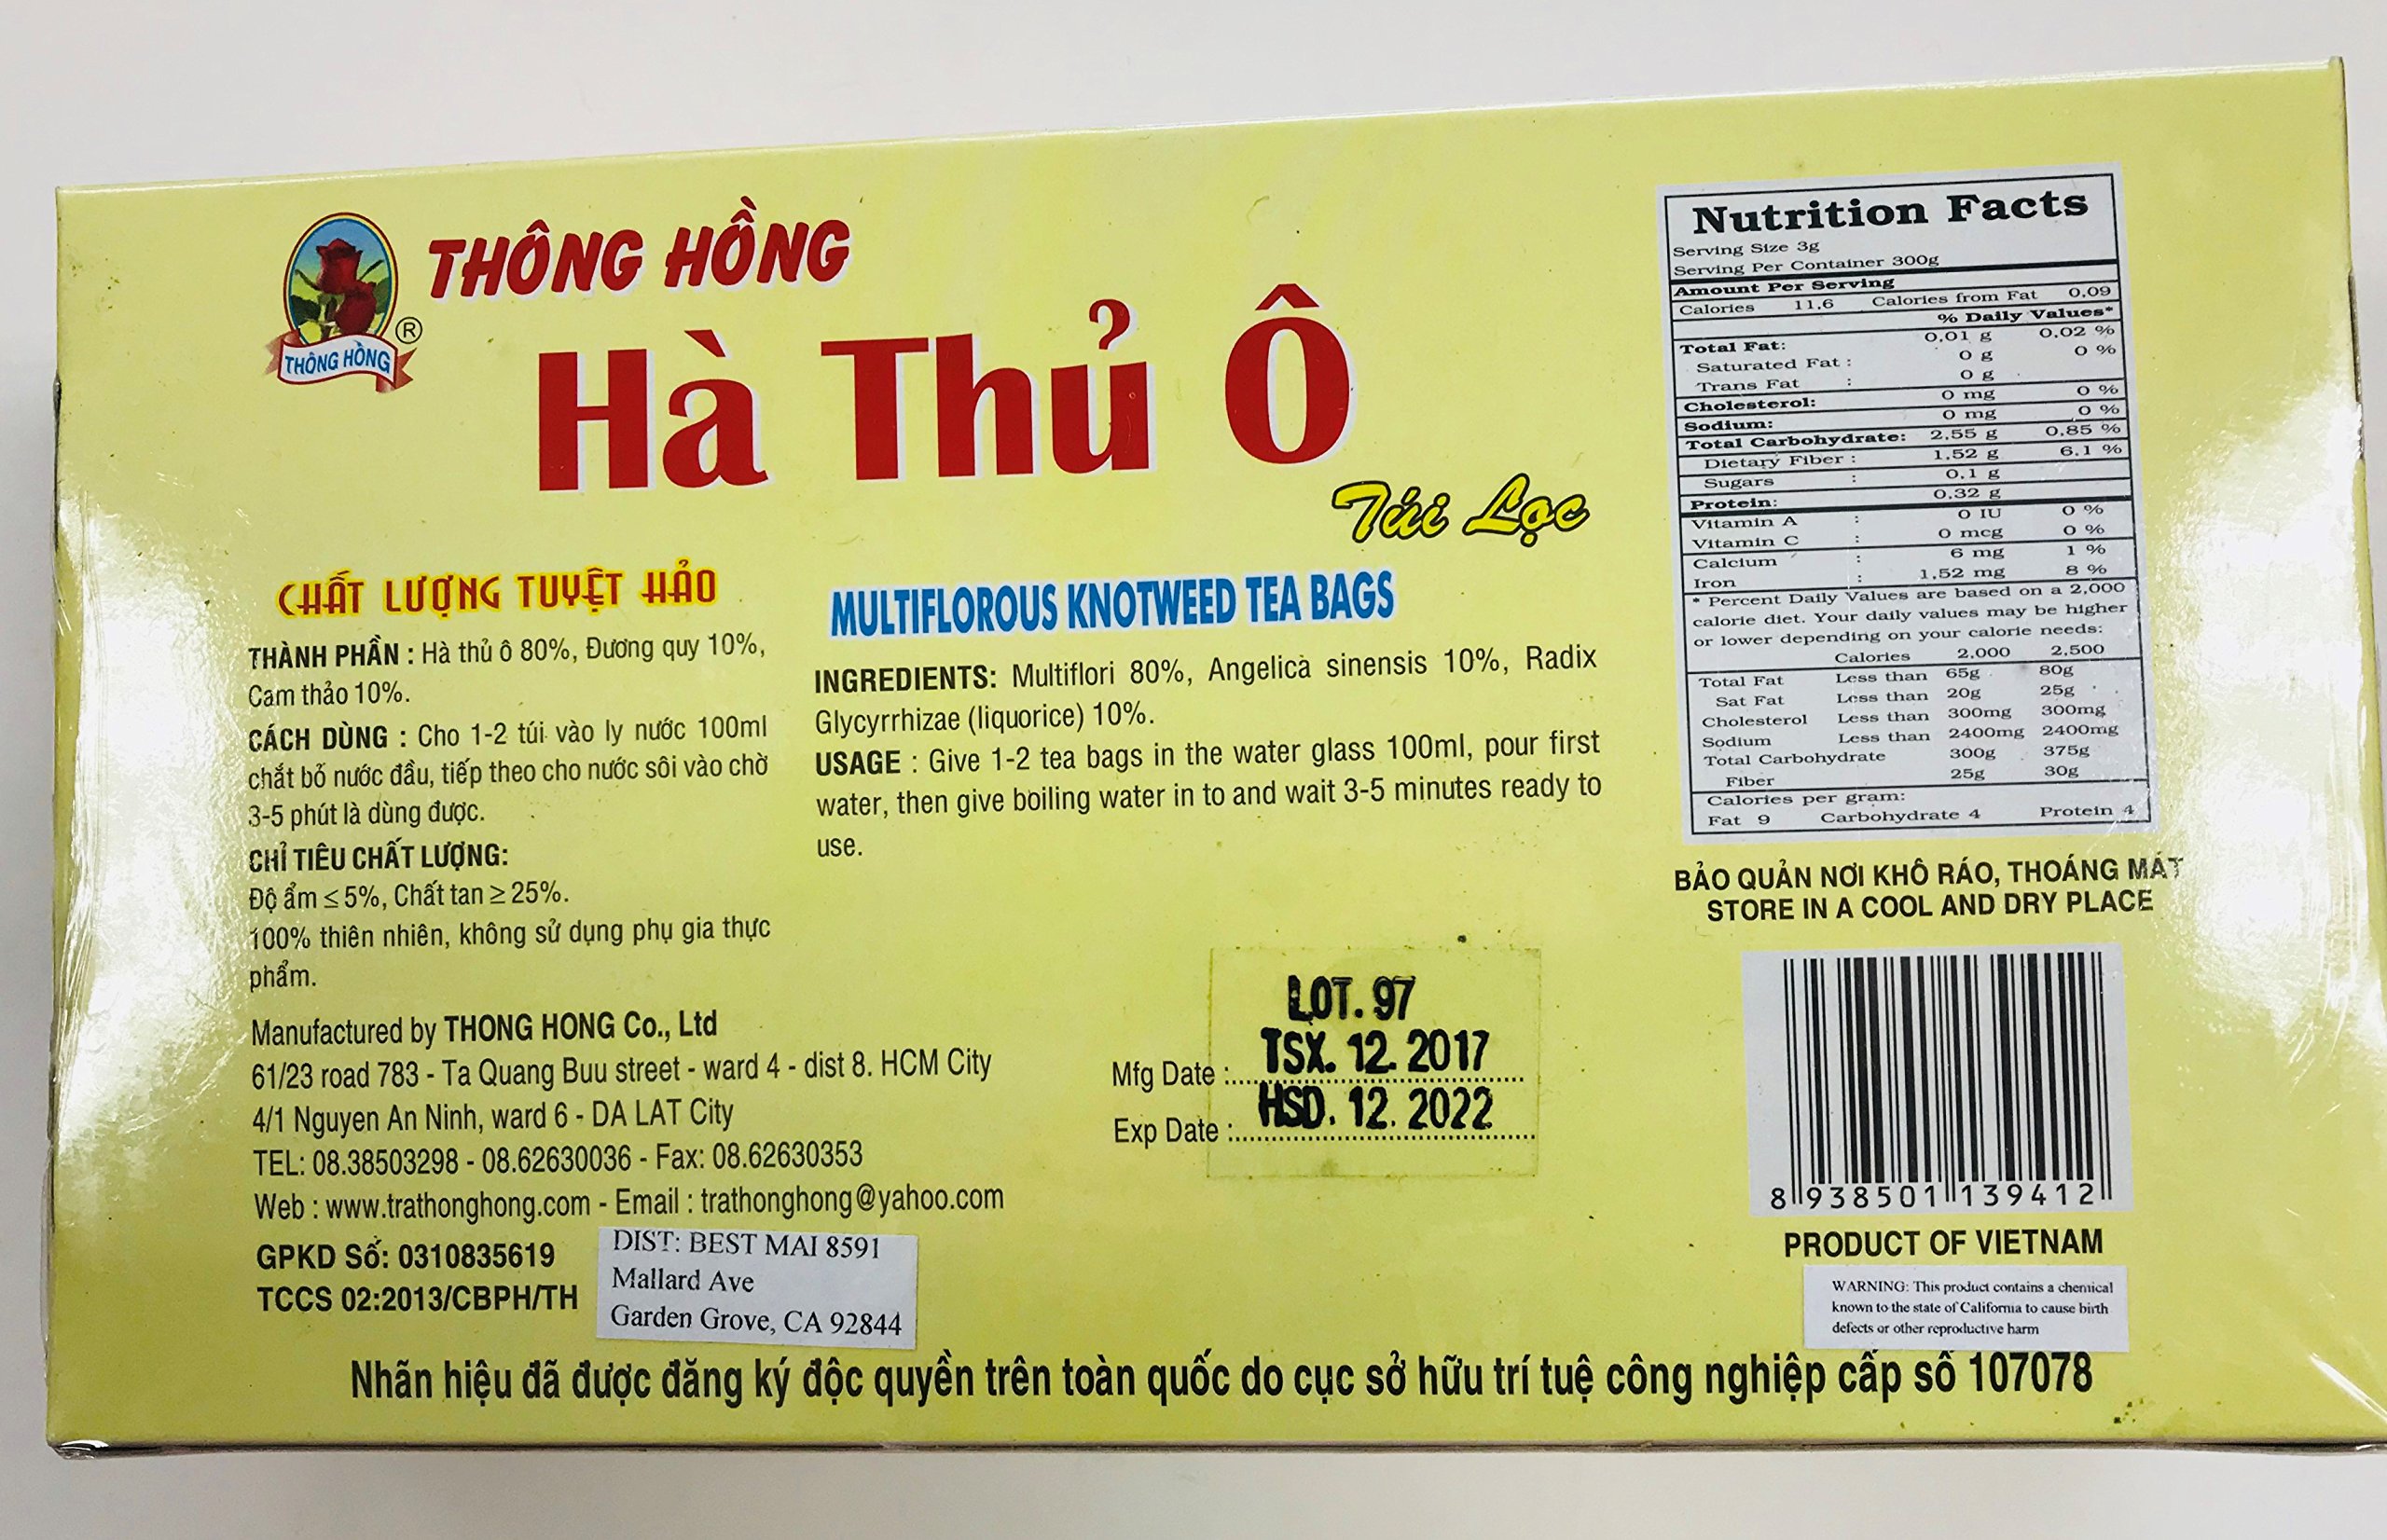 THÔNG HỒNG
®
THÔNG HỒNG
Hà Thủ Ô
Túi Lọc
CHẤT LƯỢNG TUYỆT HẢO
THÀNH PHẦN : Hà thủ ô 80%, Đương quy 10%,
Cam thảo 10%.
CÁCH DÙNG : Cho 1-2 túi vào ly nước 100ml
chắt bỏ nước đầu, tiếp theo cho nước sôi vào chờ
3-5 phút là dùng được.
CHỈ TIÊU CHẤT LƯỢNG:
Độ ẩm ≤ 5%, Chất tan ≥ 25%.
100% thiên nhiên, không sử dụng phụ gia thực
phẩm.
MULTIFLOROUS KNOTWEED TEA BAGS
INGREDIENTS: Multiflori 80%, Angelica sinensis 10%, Radix
Glycyrrhizae (liquorice) 10%.
USAGE : Give 1-2 tea bags in the water glass 100ml, pour first
water, then give boiling water in to and wait 3-5 minutes ready to
use.
Manufactured by THONG HONG Co., Ltd
61/23 road 783 - Ta Quang Buu street - ward 4 - dist 8. HCM City
4/1 Nguyen An Ninh, ward 6 - DA LAT City
TEL: 08.38503298 - 08.62630036 - Fax: 08.62630353
Web : www.trathonghong.com - Email : trathonghong@yahoo.com
GPKD Số: 0310835619
TCCS 02:2013/CBPH/TH
DIST: BEST MAI 8591
Mallard Ave
Garden Grove, CA 92844
LOT. 97
Mfg Date :.... TSX. 12. 2017
Exp Date :.... HSD. 12. 2022
Nutrition Facts
Serving Size 3g
Serving Per Container 300g
Amount Per Serving
Calories 11.6 Calories from Fat 0.09
% Daily Values*
Total Fat: 0.01 g 0.02 %
Saturated Fat : 0 g 0 %
Trans Fat : 0 g
Cholesterol: 0 mg 0 %
Sodium: 0 mg 0 %
Total Carbohydrate: 2.55 g 0.85 %
Dietary Fiber : 1.52 g 6.1 %
Sugars : 0.1 g
Protein: 0.32 g
Vitamin A : 0 IU 0 %
Vitamin C : 0 mcg 0 %
Calcium : 6 mg 1 %
Iron : 1.52 mg 8 %
* Percent Daily Values are based on a 2,000
calorie diet. Your daily values may be higher
or lower depending on your calorie needs:
Calories 2.000 2.500
Total Fat Less than 65g 80g
Sat Fat Less than 20g 25g
Cholesterol Less than 300mg 300mg
Sodium Less than 2400mg 2400mg
Total Carbohydrate 300g 375g
Fiber 25g 30g
Calories per gram:
Fat 9 Carbohydrate 4 Protein 4
BẢO QUẢN NƠI KHÔ RÁO, THOÁNG MÁT
STORE IN A COOL AND DRY PLACE
8 938501 139412
PRODUCT OF VIETNAM
WARNING: This product contains a chemical
known to the state of California to cause birth
defects or other reproductive harm
Nhãn hiệu đã được đăng ký độc quyền trên toàn quốc do cục sở hữu trí tuệ công nghiệp cấp số 107078